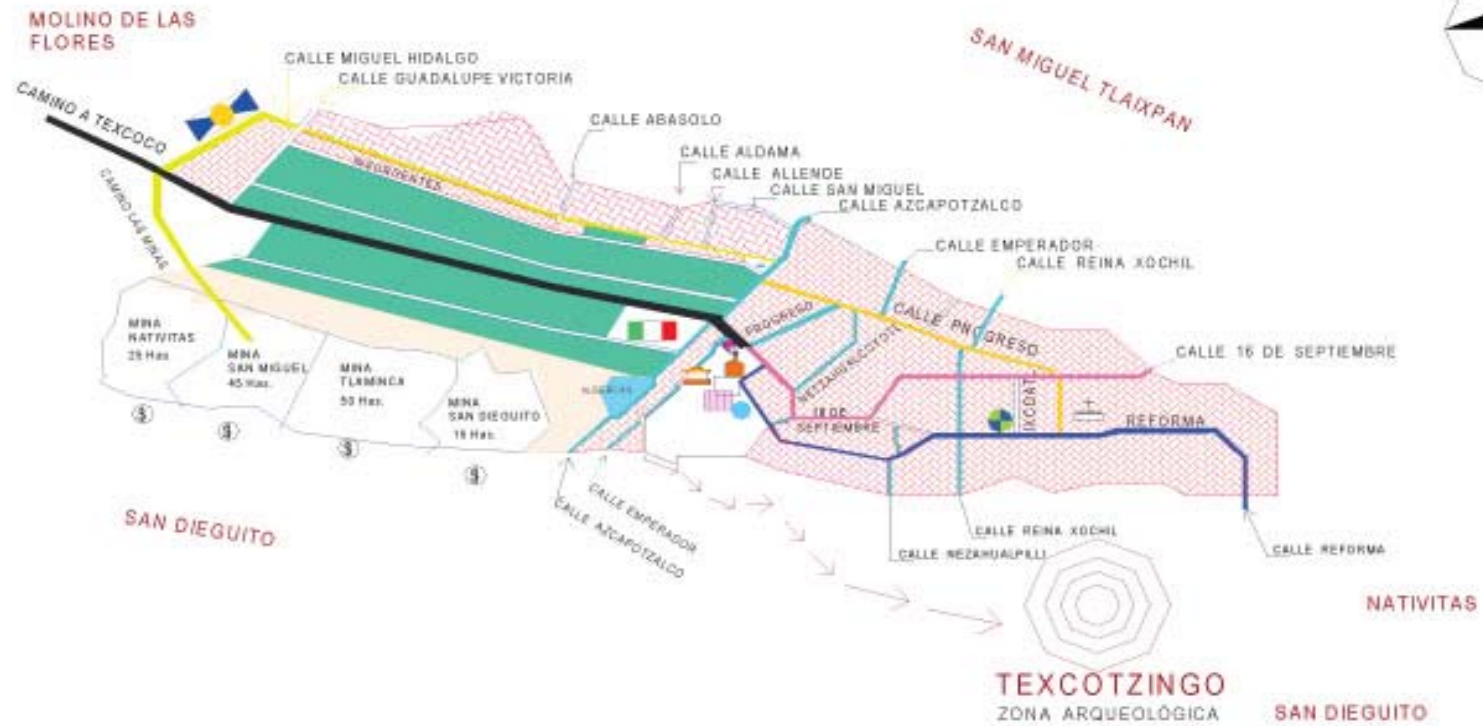 MOLINO DE LAS
FLORES
CALLE MIGUEL HIDALGO
CALLE GUADALUPE VICTORIA
SAN MIGUEL TLAIXPAN
CAMINO A TEXCOCO
CALLE ABASOLO
CALLE ALDAMA
CALLE ALLENDE
CALLE SAN MIGUEL
CALLE AZCAPOTZALCO
CAMINO LAS MINAS
CALLE EMPERADOR
CALLE REINA XOCHIL
PROGRESO
CALLE PROGRESO
NETZAHUALCOYOTL
CALLE 16 DE SEPTIEMBRE
MINA
NATIVITAS
25 Has
MINA
SAN MIGUEL
45 Has.
MINA
TLAMINCA
50 Has.
MINA
SAN DIEGUITO
15 Has.
$
$
$
$
16 DE
SEPTIEMBRE
REFORMA
SAN DIEGUITO
CALLE EMPERADOR
CALLE AZCAPOTZALCO
CALLE REINA XOCHIL
CALLE NEZAHUALPILLI
CALLE REFORMA
NATIVITAS
TEXCOTZINGO
ZONA ARQUEOLÓGICA
SAN DIEGUITO